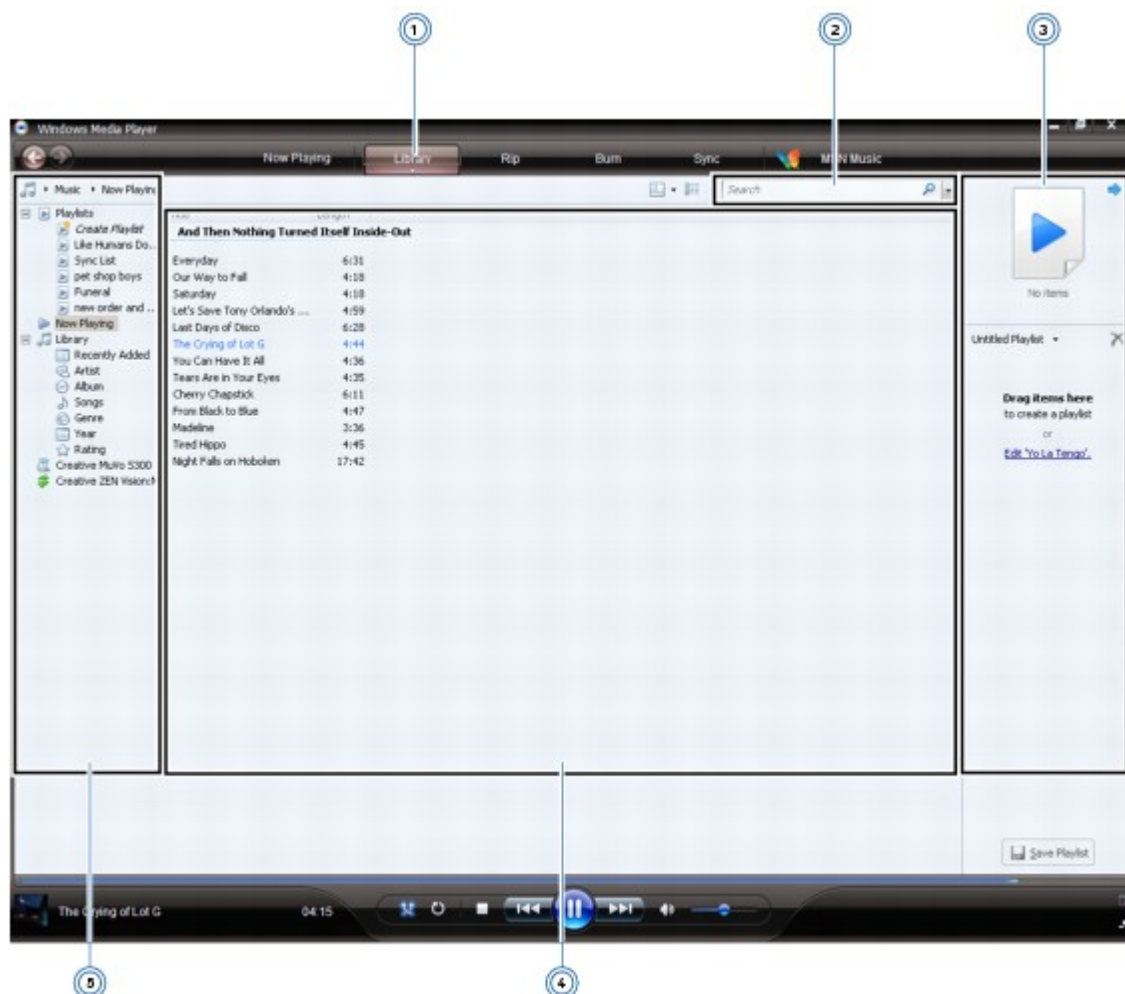 1
2
3
Windows Media Player
Now Playing
Library
Rip
Burn
Sync
MSN Music
Music
Now Playing
Search
Playlists
Create Playlist
Like Humans Do...
Sync List
pet shop boys
Funeral
new order and ...
Now Playing
Library
Recently Added
Artist
Album
Songs
Genre
Year
Rating
Creative MuVo S300
Creative ZEN Vision:M
Title Length
And Then Nothing Turned Itself Inside-Out
Everyday 6:31
Our Way to Fall 4:18
Saturday 4:18
Let's Save Tony Orlando's ... 4:59
Last Days of Disco 6:28
The Crying of Lot G 4:44
You Can Have It All 4:36
Tears Are in Your Eyes 4:35
Cherry Chapstick 6:11
From Black to Blue 4:47
Madeline 3:36
Tired Hippo 4:45
Night Falls on Hoboken 17:42
No items
Untitled Playlist
Drag items here
to create a playlist
or
Edit 'Yo La Tengo'.
Save Playlist
The Crying of Lot G
04:15
5
4